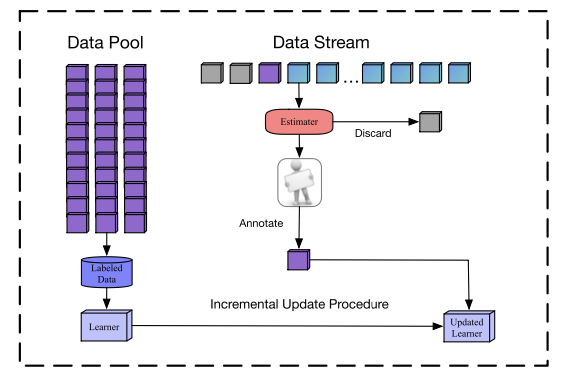 Data Pool
Data Stream
...
Estimater
Discard
Annotate
Labeled
Data
Incremental Update Procedure
Learner
Updated
Learner